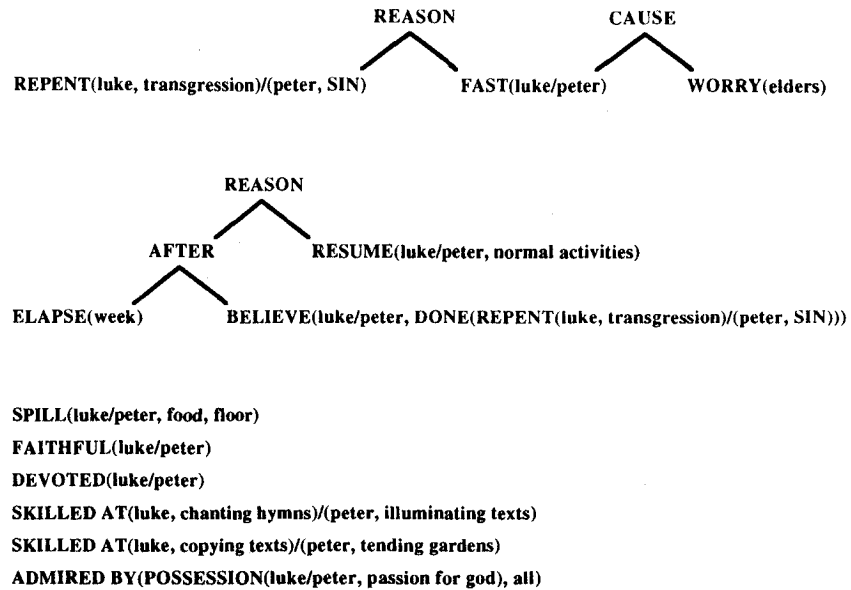 REASON CAUSE
REPENT(luke, transgression)/(peter, SIN) FAST(luke/peter) WORRY(elders)
REASON
AFTER RESUME(luke/peter, normal activities)
ELAPSE(week) BELIEVE(luke/peter, DONE(REPENT(luke, transgression)/(peter, SIN)))
SPILL(luke/peter, food, floor)
FAITHFUL(luke/peter)
DEVOTED(luke/peter)
SKILLED AT(luke, chanting hymns)/(peter, illuminating texts)
SKILLED AT(luke, copying texts)/(peter, tending gardens)
ADMIRED BY(POSSESSION(luke/peter, passion for god), all)